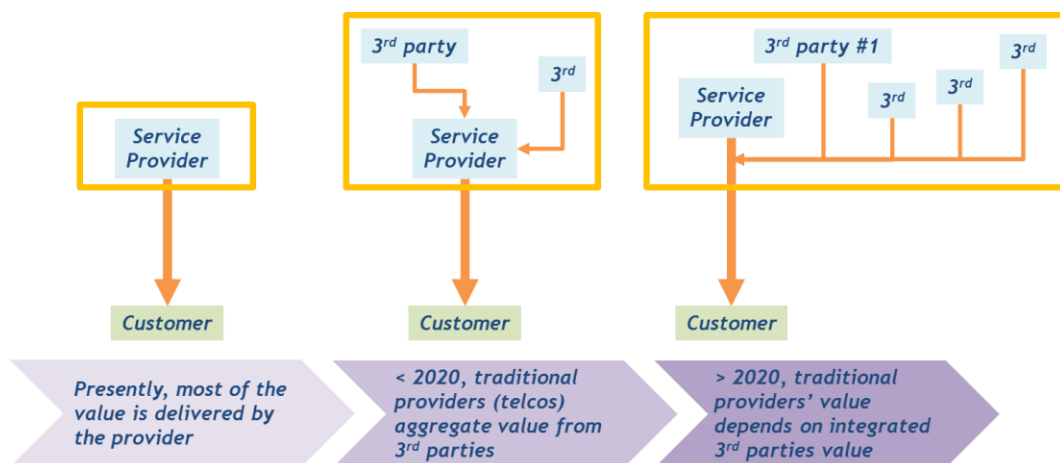 Service
Provider
Customer
Presently, most of the
value is delivered by
the provider
3rd party
3rd
Service
Provider
Customer
< 2020, traditional
providers (telcos)
aggregate value from
3rd parties
3rd party #1
3rd
3rd
3rd
Service
Provider
Customer
> 2020, traditional
providers' value
depends on integrated
3rd parties value